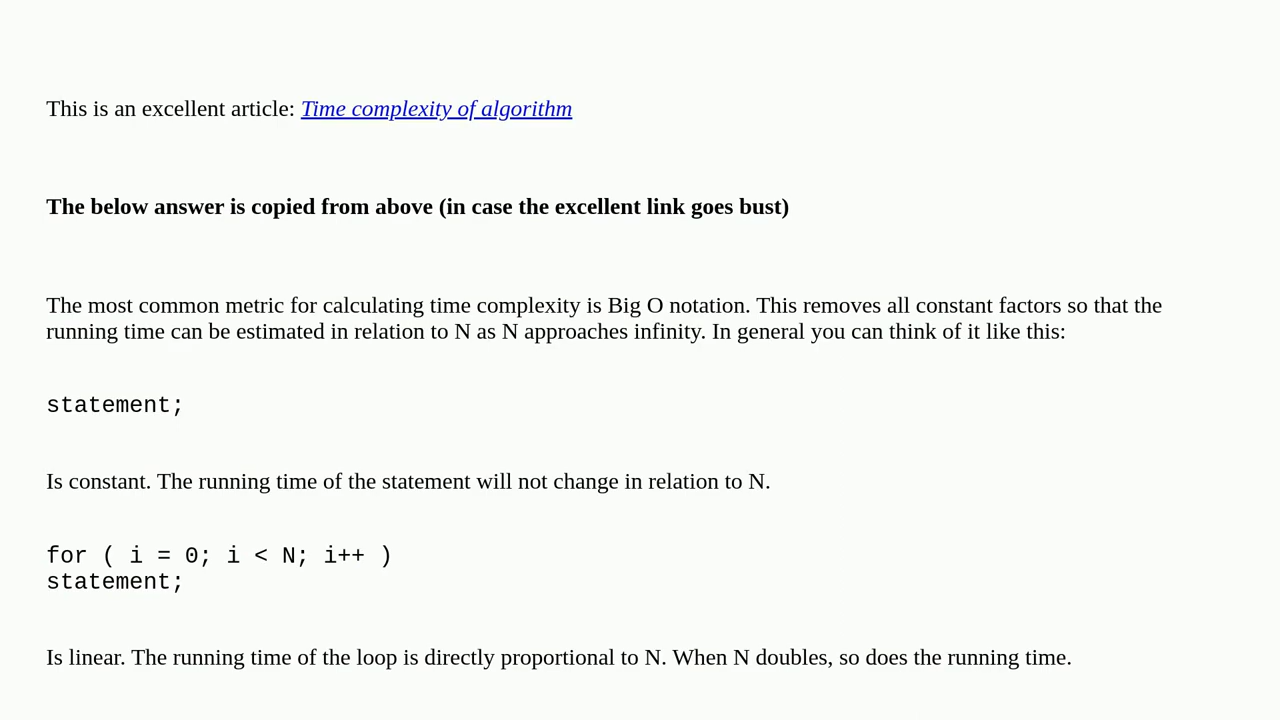 This is an excellent article: Time complexity of algorithm
The below answer is copied from above (in case the excellent link goes bust)
The most common metric for calculating time complexity is Big O notation. This removes all constant factors so that the
running time can be estimated in relation to N as N approaches infinity. In general you can think of it like this:
statement;
Is constant. The running time of the statement will not change in relation to N.
for ( i = 0; i < N; i++ )
statement;
Is linear. The running time of the loop is directly proportional to N. When N doubles, so does the running time.